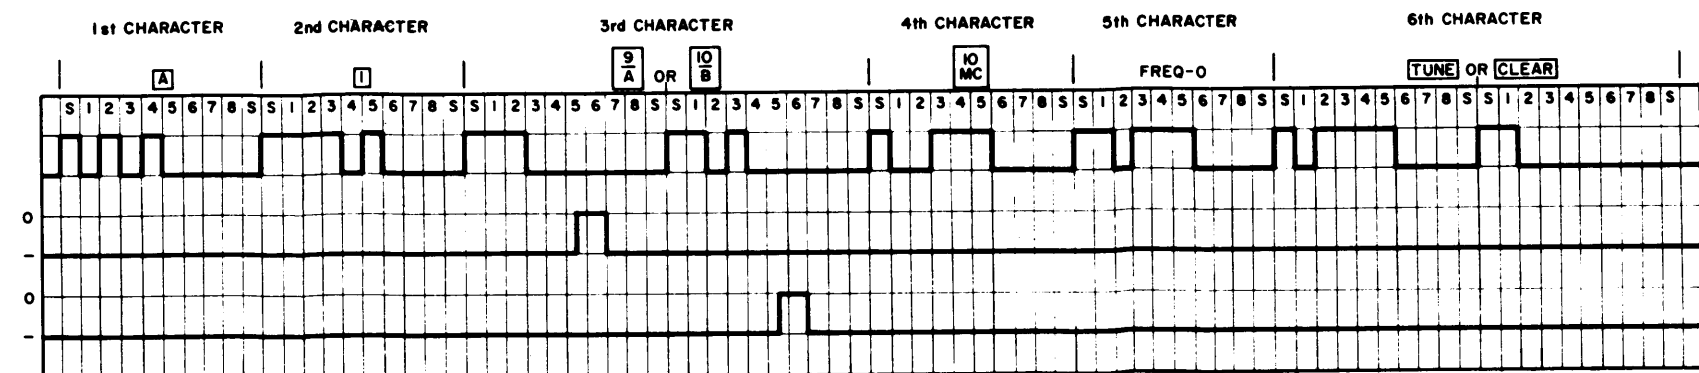 1st CHARACTER 2nd CHARACTER 3rd CHARACTER 4th CHARACTER 5th CHARACTER 6th CHARACTER
A I 9/A OR 10/B 10 MC FREQ-0 TUNE OR CLEAR
S 1 2 3 4 5 6 7 8 S S 1 2 3 4 5 6 7 8 S S 1 2 3 4 5 6 7 8 S S 1 2 3 5 6 7 8 S S 1 2 3 4 5 6 7 8 S S 1 2 3 4 5 6 7 8 S S 1 2 3 4 5 6 7 8 S S 1 2 3 4 5 6 7 8 S
0
-
0
-